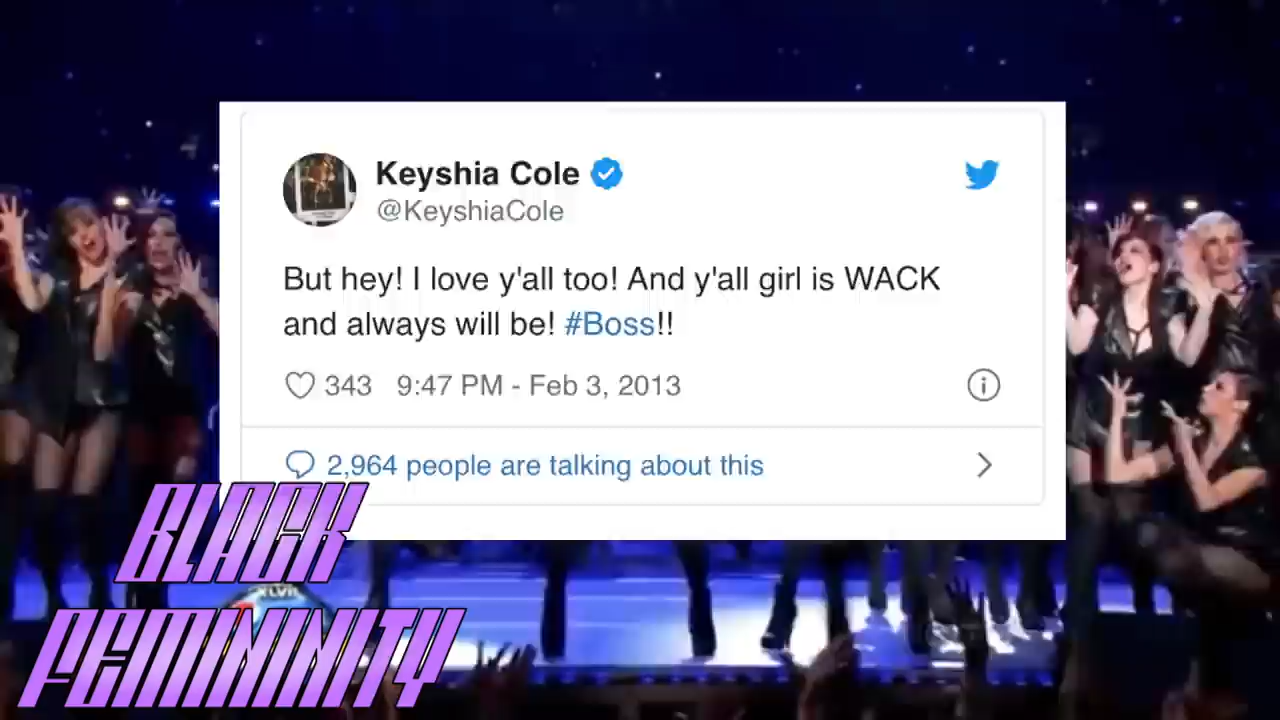 Keyshia Cole
@KeyshiaCole
But hey! I love y'all too! And y'all girl is WACK
and always will be! #Boss!!
343 9:47 PM - Feb 3, 2013
2,964 people are talking about this
BLACK
XLVII
FEMININITY